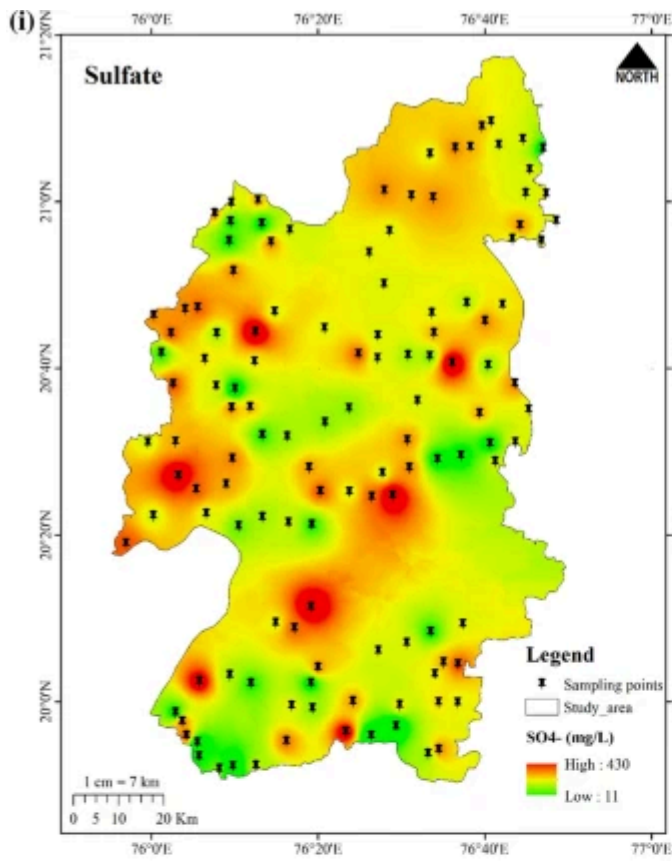 (i)
76°0'E 76°20'E 76°40'E 77°0'E
21°20'N
Sulfate
NORTH
21°0'N
20°40'N
20°20'N
20°0'N
Legend
Sampling points
Study_area
SO4- (mg/L)
High : 430
Low : 11
1 cm = 7 km
0 5 10 20 Km
76°0'E 76°20'E 76°40'E 77°0'E